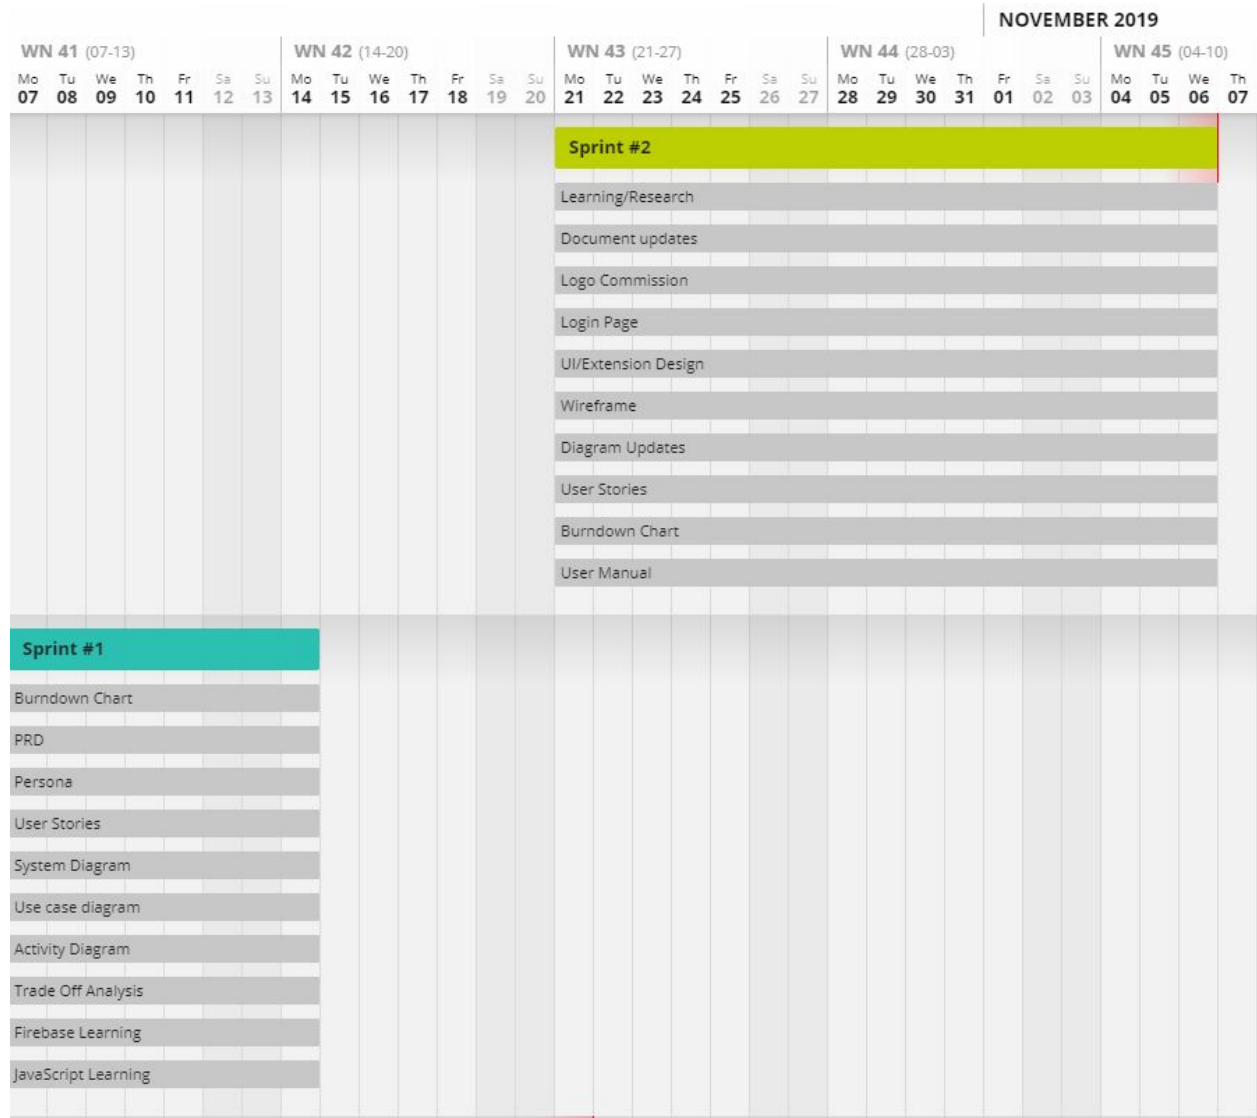 NOVEMBER 2019
WN 41 (07-13) WN 42 (14-20) WN 43 (21-27) WN 44 (28-03) WN 45 (04-10)
Mo Tu We Th Fr Sa Su Mo Tu We Th Fr Sa Su Mo Tu We Th Fr Sa Su Mo Tu We Th Fr Sa Su Mo Tu We Th
07 08 09 10 11 12 13 14 15 16 17 18 19 20 21 22 23 24 25 26 27 28 29 30 31 01 02 03 04 05 06 07
Sprint #2
Learning/Research
Document updates
Logo Commission
Login Page
UI/Extension Design
Wireframe
Diagram Updates
User Stories
Burndown Chart
User Manual
Sprint #1
Burndown Chart
PRD
Persona
User Stories
System Diagram
Use case diagram
Activity Diagram
Trade Off Analysis
Firebase Learning
JavaScript Learning